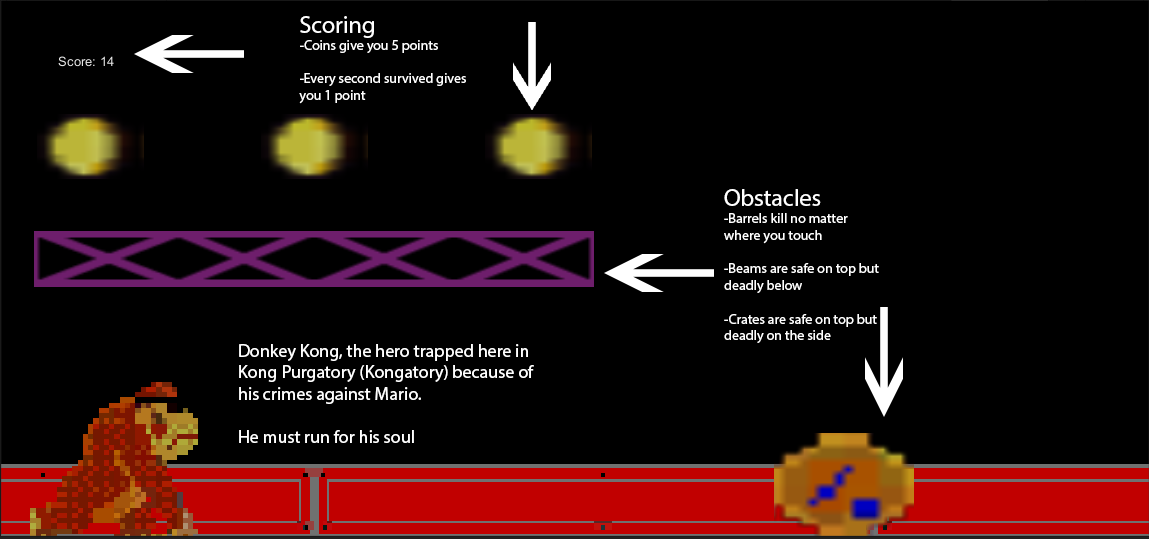 Score: 14
Scoring
-Coins give you 5 points
-Every second survived gives
you 1 point
Obstacles
-Barrels kill no matter
where you touch
-Beams are safe on top but
deadly below
-Crates are safe on top but
deadly on the side
Donkey Kong, the hero trapped here in
Kong Purgatory (Kongatory) because of
his crimes against Mario.
He must run for his soul